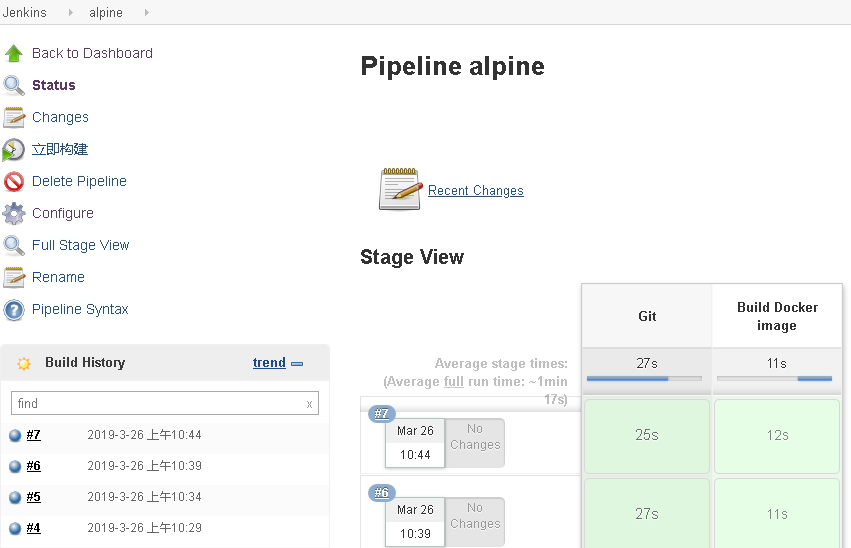 Jenkins
alpine
Back to Dashboard
Status
Changes
立即构建
Delete Pipeline
Configure
Full Stage View
Rename
Pipeline Syntax
Build History
trend
find
x
#7
2019-3-26 上午10:44
#6
2019-3-26 上午10:39
#5
2019-3-26 上午10:34
#4
2019-3-26 上午10:29
Pipeline alpine
Recent Changes
Stage View
Git
Build Docker
image
Average stage times:
(Average full run time: ~1min
17s)
27s
11s
#7
Mar 26
10:44
No
Changes
25s
12s
#6
Mar 26
10:39
No
Changes
27s
11s